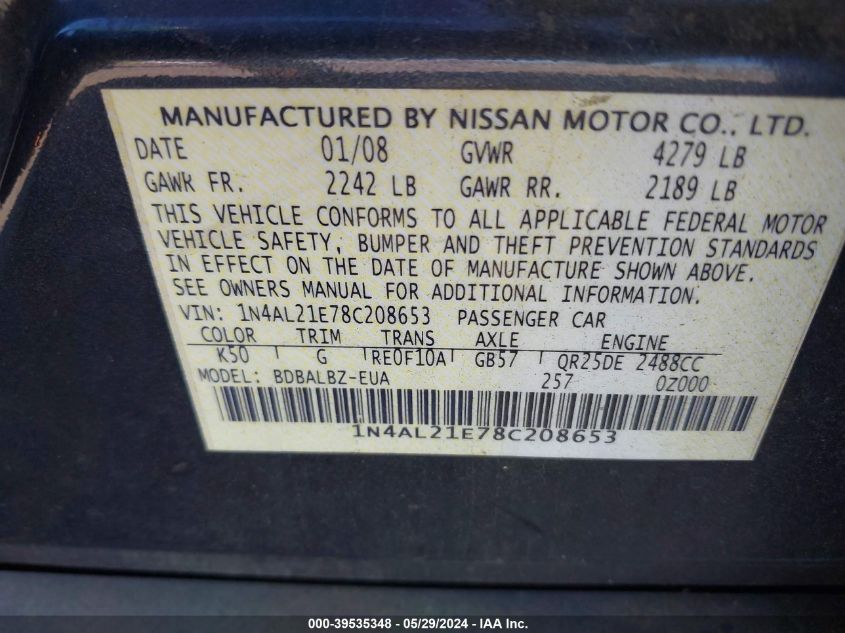 MANUFACTURED BY NISSAN MOTOR CO., LTD.
DATE 01/08 GVWR 4279 LB
GAWR FR. 2242 LB GAWR RR. 2189 LB
THIS VEHICLE CONFORMS TO ALL APPLICABLE FEDERAL MOTOR
VEHICLE SAFETY, BUMPER AND THEFT PREVENTION STANDARDS
IN EFFECT ON THE DATE OF MANUFACTURE SHOWN ABOVE.
SEE OWNERS MANUAL FOR ADDITIONAL INFORMATION.
VIN: 1N4AL21E78C208653 PASSENGER CAR
COLOR TRIM TRANS AXLE ENGINE
K50 G RE0F10A GB57 QR25DE 2488CC
MODEL: BDBALBZ-EUA 257 0Z000
1N4AL21E78C208653
000-39535348 - 05/29/2024 - IAA Inc.